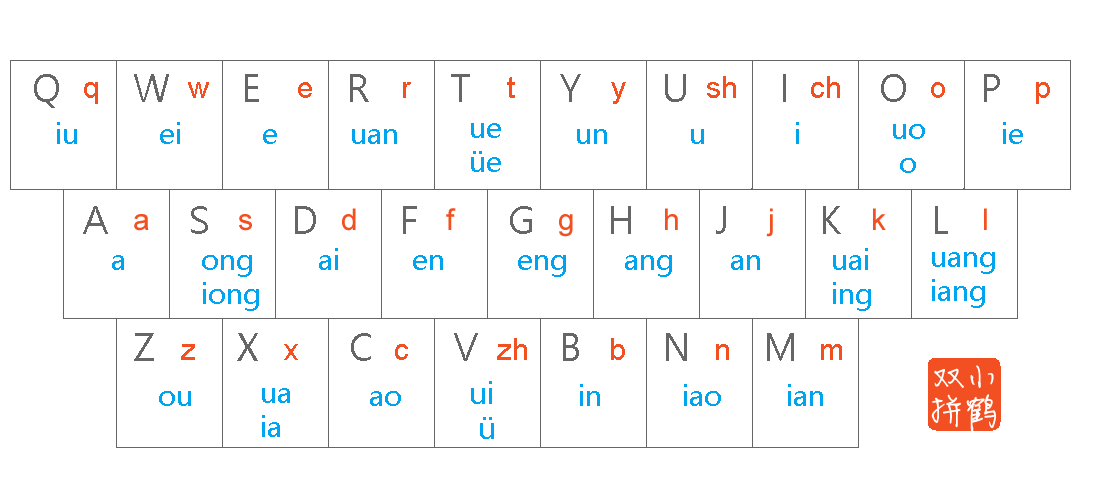 Q q W w E e R r T t Y y U sh I ch O o P p
iu ei e uan ue un u i uo ie
üe o
A a S s D d F f G g H h J j K k L l
a ong ai en eng ang an uai uang
iong ing iang
Z z X x C c V zh B b N n M m
ou ua ao ui in iao ian
ia ü
小鹤
双拼